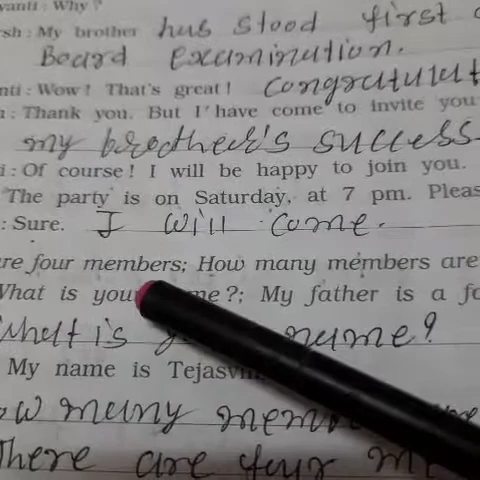 vanti : Why?
rsh : My brother has stood first
Board Examination.
nti : Wow! That's great! Congratulat
: Thank you. But I have come to invite you
my brotheer's success
i : Of course! I will be happy to join you.
The party is on Saturday, at 7 pm. Pleas
: Sure. I will come.
re four members; How many members are
What is you me?; My father is a fa
What is y name?
My name is Tejasvi
ow many mem
There are four m